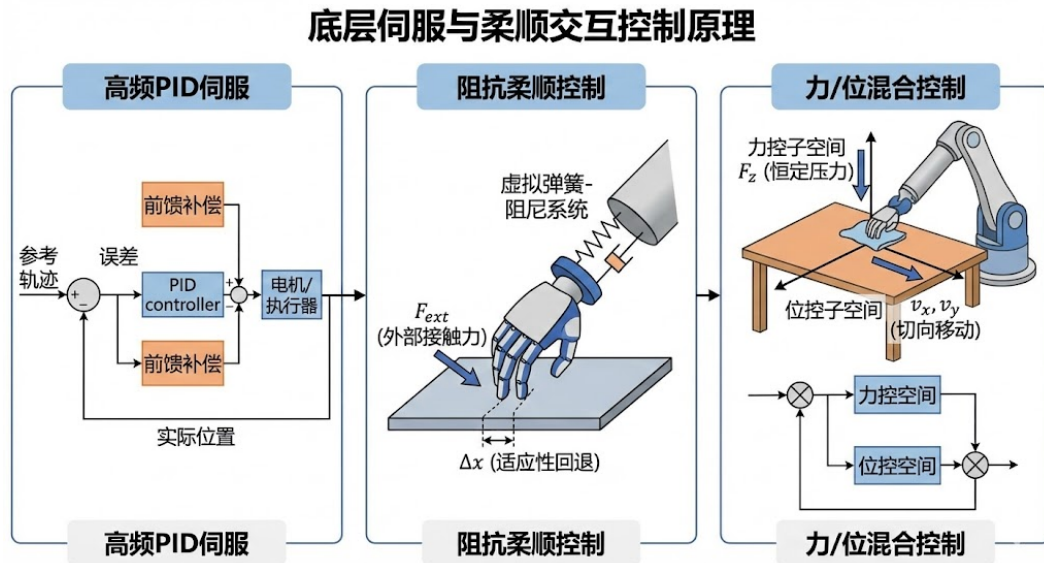 底层伺服与柔顺交互控制原理
高频PID伺服
前馈补偿
参考
轨迹
误差
+
−
PID
controller
+
−
电机/
执行器
前馈补偿
实际位置
高频PID伺服
阻抗柔顺控制
虚拟弹簧-
阻尼系统
F_ext
(外部接触力)
Δx (适应性回退)
阻抗柔顺控制
力/位混合控制
力控子空间
F_z (恒定压力)
位控子空间
v_x, v_y
(切向移动)
力控空间
位控空间
力/位混合控制